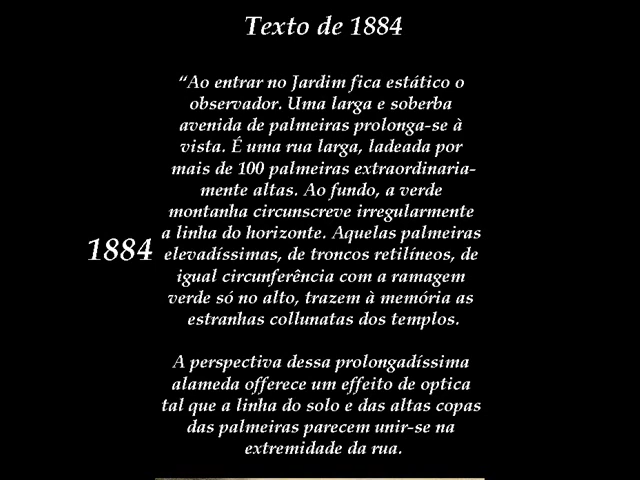 Texto de 1884
“Ao entrar no Jardim fica estático o
observador. Uma larga e soberba
avenida de palmeiras prolonga-se à
vista. É uma rua larga, ladeada por
mais de 100 palmeiras extraordinaria-
mente altas. Ao fundo, a verde
montanha circunscreve irregularmente
a linha do horizonte. Aquelas palmeiras
1884
elevadíssimas, de troncos retilíneos, de
igual circunferência com a ramagem
verde só no alto, trazem à memória as
estranhas collunatas dos templos.
A perspectiva dessa prolongadíssima
alameda offerece um effeito de optica
tal que a linha do solo e das altas copas
das palmeiras parecem unir-se na
extremidade da rua.